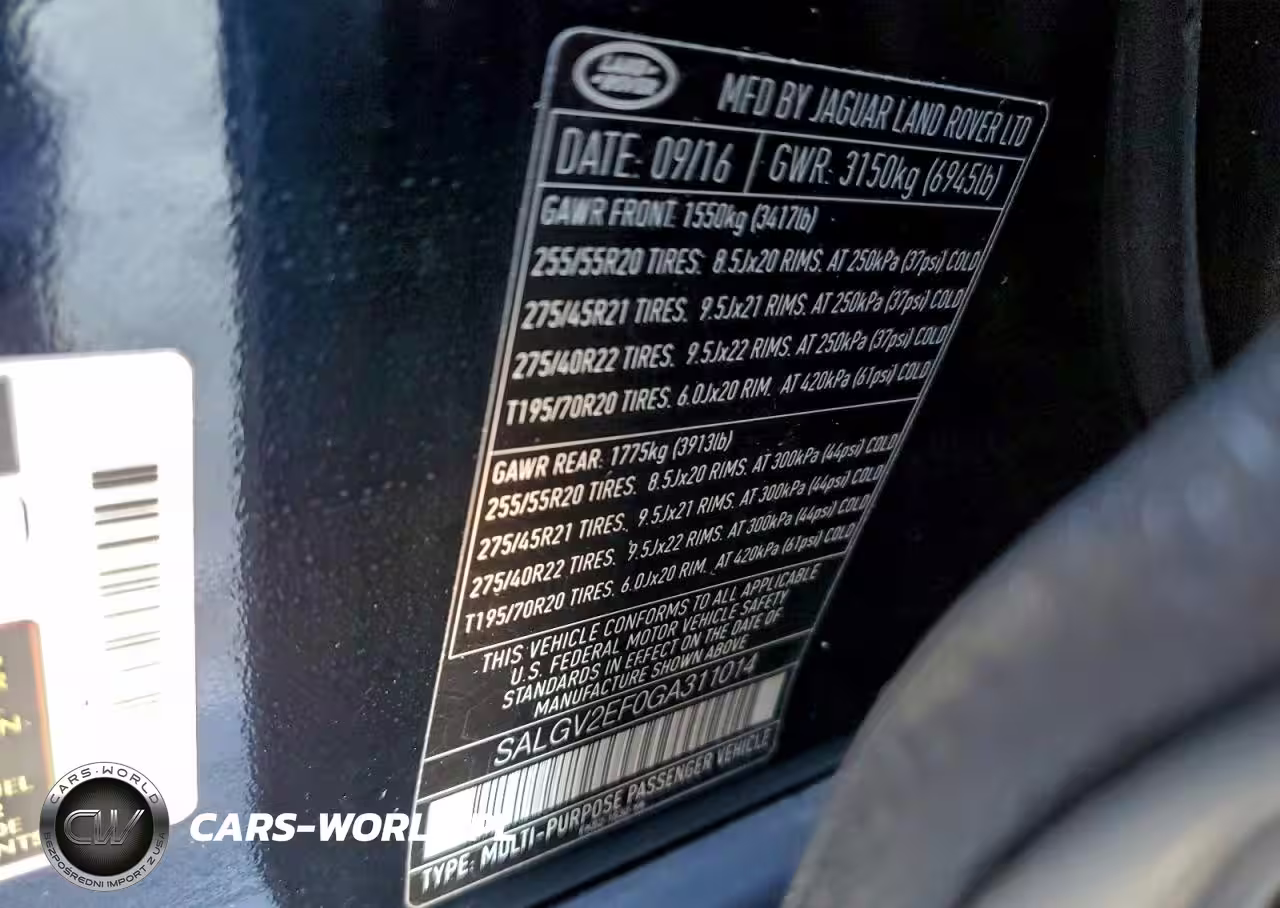 LAND-
-ROVER
MFD BY JAGUAR LAND ROVER LTD
DATE: 09/16 GWR: 3150kg (6945lb)
GAWR FRONT: 1550kg (3417lb)
255/55R20 TIRES: 8.5Jx20 RIMS. AT 250kPa (37psi) COLD
275/45R21 TIRES. 9.5Jx21 RIMS. AT 250kPa (37psi) COLD
275/40R22 TIRES. 9.5Jx22 RIMS. AT 250kPa (37psi) COLD
T195/70R20 TIRES. 6.0Jx20 RIM. AT 420kPa (61psi) COLD
GAWR REAR: 1775kg (3913lb)
255/55R20 TIRES. 8.5Jx20 RIMS. AT 300kPa (44psi) COLD
275/45R21 TIRES. 9.5Jx21 RIMS. AT 300kPa (44psi) COLD
275/40R22 TIRES. 9.5Jx22 RIMS. AT 300kPa (44psi) COLD
T195/70R20 TIRES. 6.0Jx20 RIM. AT 420kPa (61psi) COLD
THIS VEHICLE CONFORMS TO ALL APPLICABLE
U.S. FEDERAL MOTOR VEHICLE SAFETY
STANDARDS IN EFFECT ON THE DATE OF
MANUFACTURE SHOWN ABOVE
SALGV2EF0GA311014
TYPE: MULTI-PURPOSE PASSENGER VEHICLE
CARS-WORLD
CW
BEZPOŚREDNI IMPORT Z USA
CARS-WORLD.PL